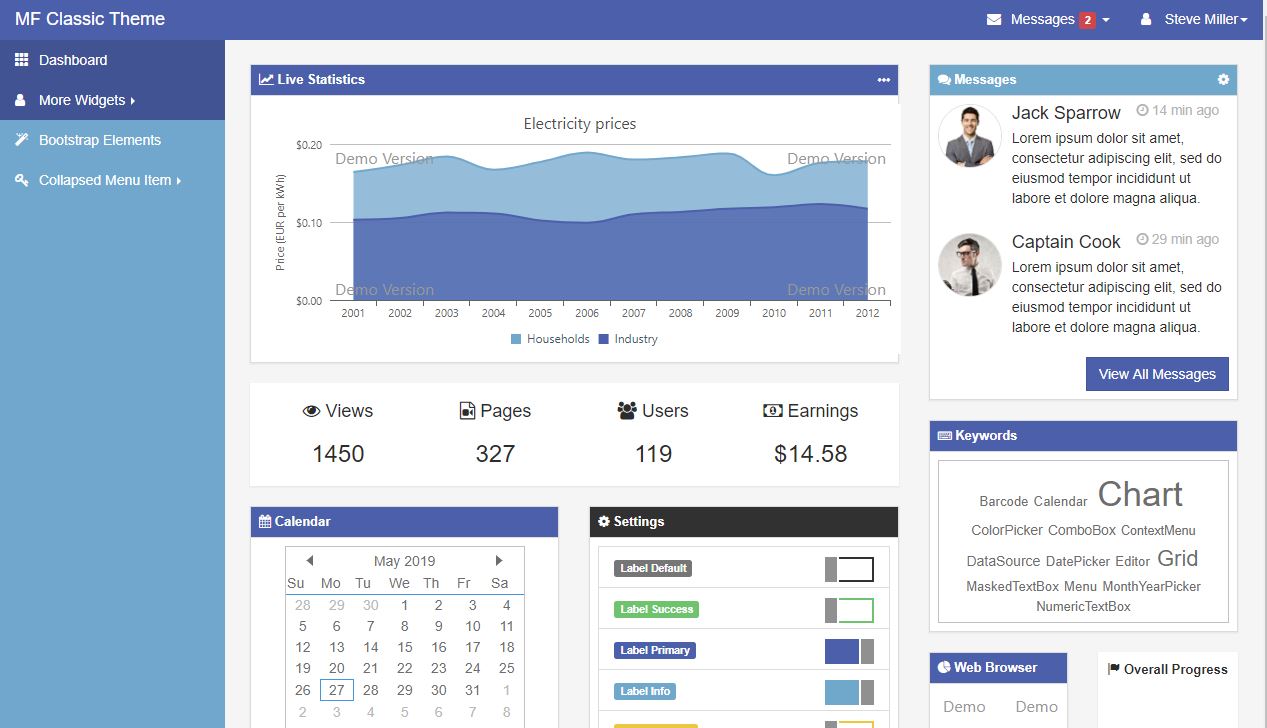 MF Classic Theme
Messages 2
Steve Miller
Dashboard
More Widgets
Bootstrap Elements
Collapsed Menu Item
Live Statistics
Electricity prices
Price (EUR per kWh)
$0.20
$0.10
$0.00
Demo Version
Demo Version
Demo Version
Demo Version
2001 2002 2003 2004 2005 2006 2007 2008 2009 2010 2011 2012
Households Industry
Views Pages Users Earnings
1450 327 119 $14.58
Calendar
May 2019
Su Mo Tu We Th Fr Sa
28 29 30 1 2 3 4
5 6 7 8 9 10 11
12 13 14 15 16 17 18
19 20 21 22 23 24 25
26 27 28 29 30 31 1
2 3 4 5 6 7 8
Settings
Label Default
Label Success
Label Primary
Label Info
Messages
Jack Sparrow 14 min ago
Lorem ipsum dolor sit amet,
consectetur adipiscing elit, sed do
eiusmod tempor incididunt ut
labore et dolore magna aliqua.
Captain Cook 29 min ago
Lorem ipsum dolor sit amet,
consectetur adipiscing elit, sed do
eiusmod tempor incididunt ut
labore et dolore magna aliqua.
View All Messages
Keywords
Barcode Calendar Chart
ColorPicker ComboBox ContextMenu
DataSource DatePicker Editor Grid
MaskedTextBox Menu MonthYearPicker
NumericTextBox
Web Browser
Demo Demo
Overall Progress